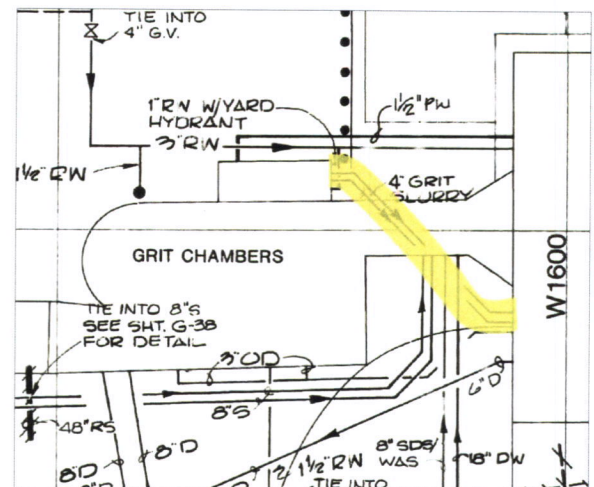 TIE INTO
4" G.V.
1" RW W/YARD
HYDRANT
3" RW
1½" PW
1½" RW
4" GRIT
SLURRY
GRIT CHAMBERS
W1600
TIE INTO 8"S
SEE SHT. G-38
FOR DETAIL
3" OD
8"S
6"D
48" RS
8"D
8"D
1½" RW
TIE INTO
8" SDS/
WAS
18" DW